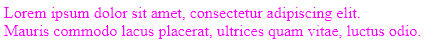 Lorem ipsum dolor sit amet, consectetur adipiscing elit.
Mauris commodo lacus placerat, ultrices quam vitae, luctus odio.